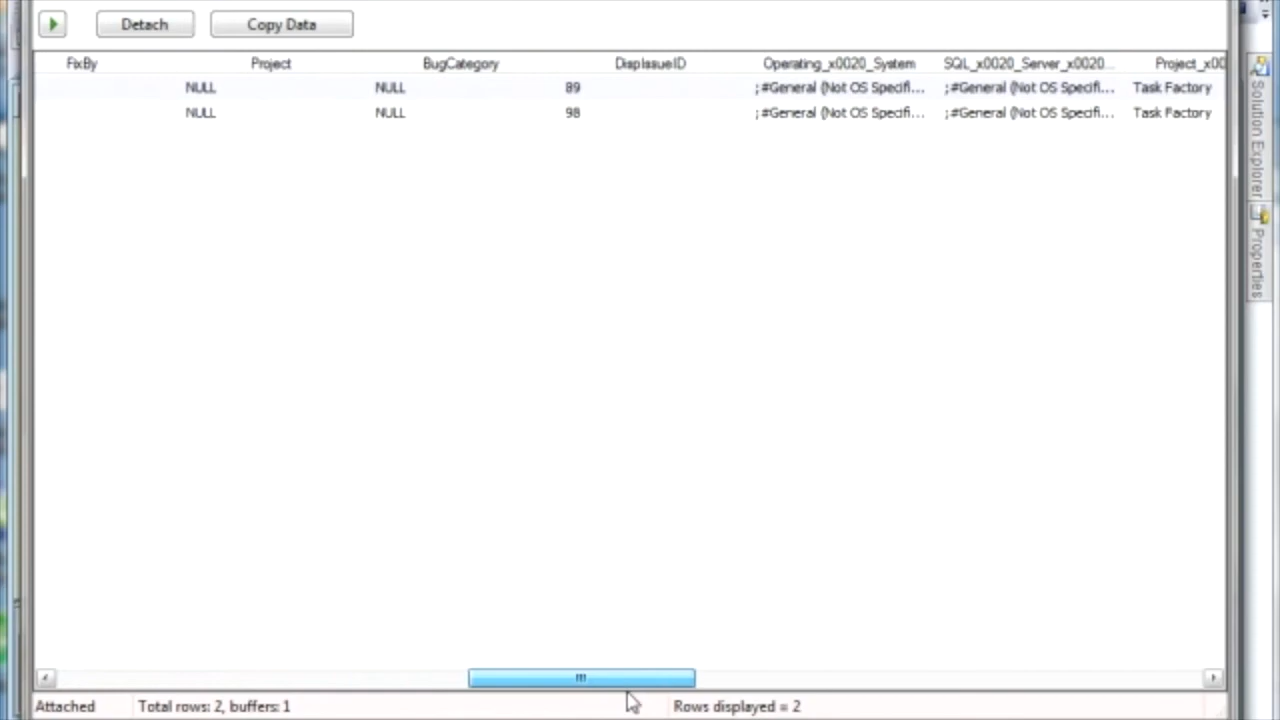 Detach Copy Data
FixBy Project BugCategory DispIssueID Operating_x0020_System SQL_x0020_Server_x0020... Project_x00
NULL NULL 89 ;#General (Not OS Specifi... ;#General (Not OS Specifi... Task Factory
NULL NULL 98 ;#General (Not OS Specifi... ;#General (Not OS Specifi... Task Factory
Solution Explorer
Properties
Attached Total rows: 2, buffers: 1 Rows displayed = 2